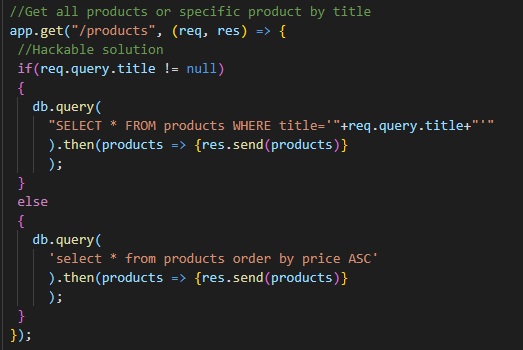 //Get all products or specific product by title
app.get("/products", (req, res) => {
//Hackable solution
if(req.query.title != null)
{
db.query(
"SELECT * FROM products WHERE title='"+req.query.title+"'"
).then(products => {res.send(products)}
);
}
else
{
db.query(
'select * from products order by price ASC'
).then(products => {res.send(products)}
);
}
});